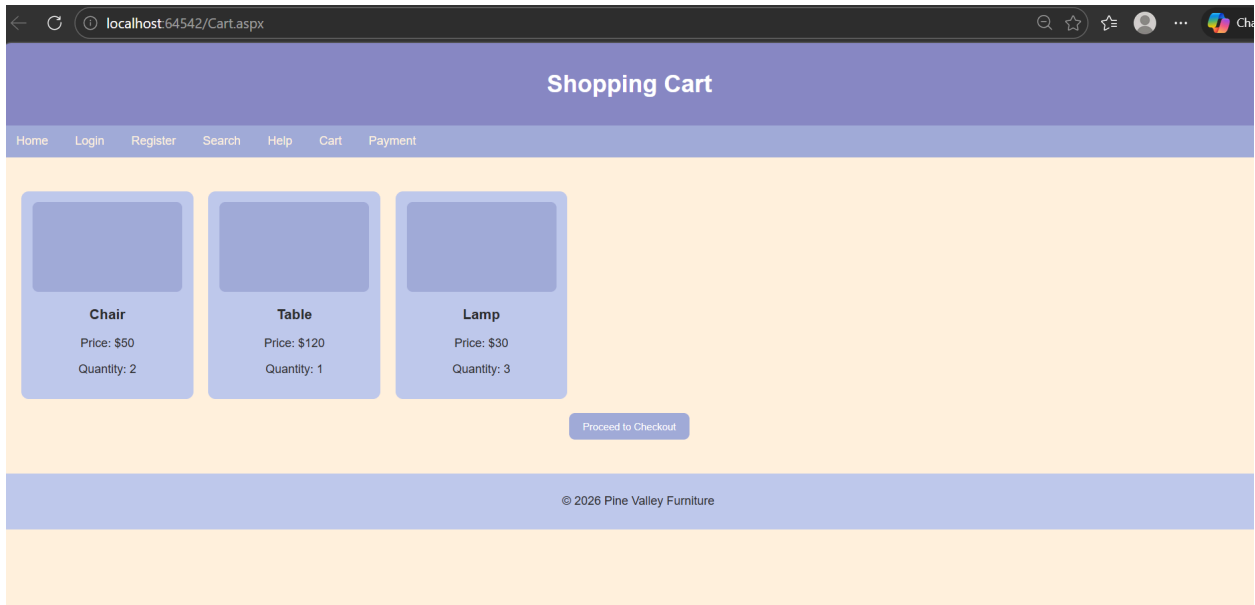 localhost:64542/Cart.aspx
Shopping Cart
Home Login Register Search Help Cart Payment
Chair Table Lamp
Price: $50 Price: $120 Price: $30
Quantity: 2 Quantity: 1 Quantity: 3
Proceed to Checkout
© 2026 Pine Valley Furniture